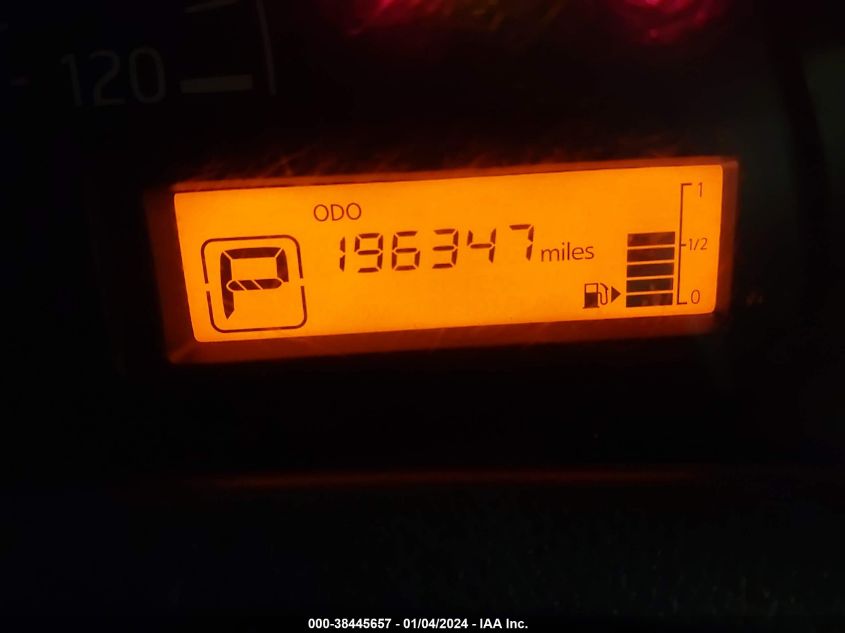 120
ODO
1
P
196347 miles
1/2
0
000-38445657 - 01/04/2024 - IAA Inc.